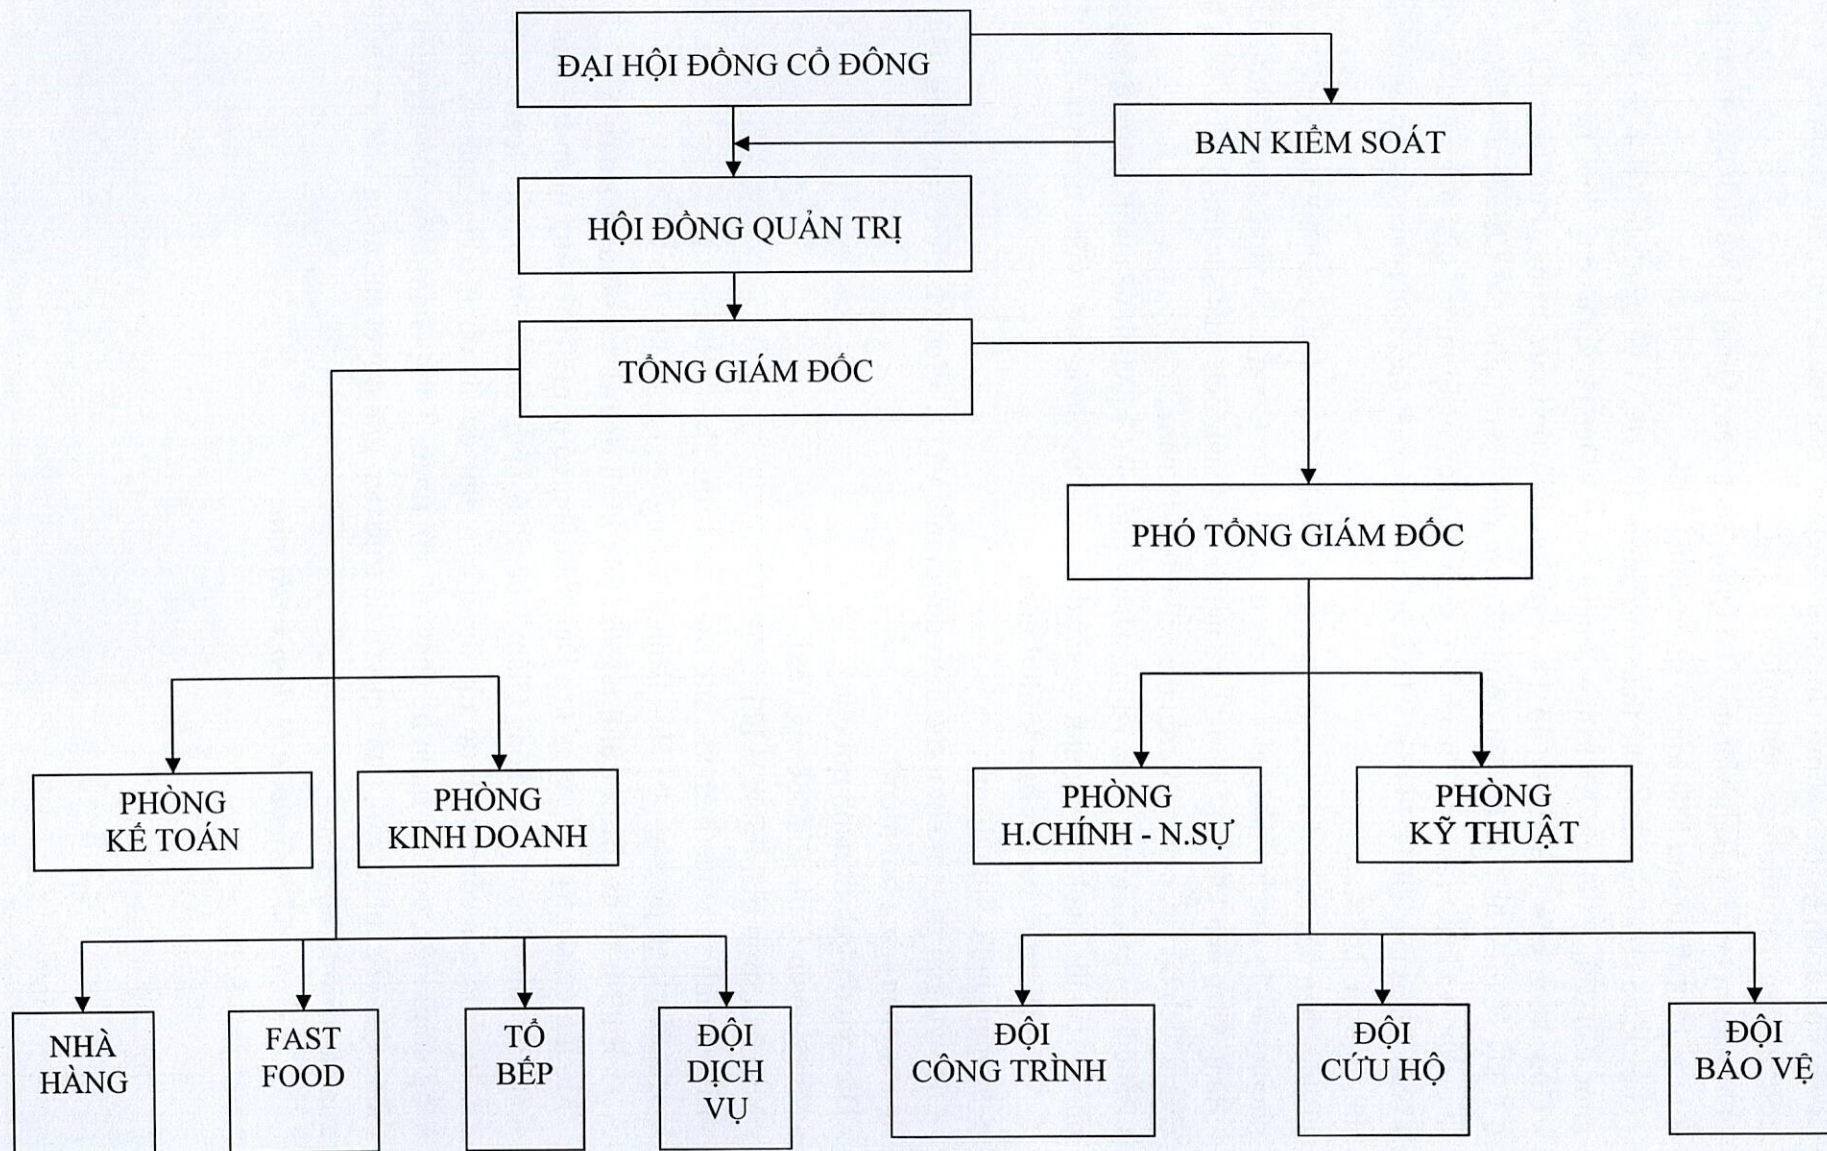 ĐẠI HỘI ĐỒNG CỔ ĐÔNG
BAN KIỂM SOÁT
HỘI ĐỒNG QUẢN TRỊ
TỔNG GIÁM ĐỐC
PHÓ TỔNG GIÁM ĐỐC
PHÒNG
KẾ TOÁN
PHÒNG
KINH DOANH
PHÒNG
H.CHÍNH - N.SỰ
PHÒNG
KỸ THUẬT
NHÀ
HÀNG
FAST
FOOD
TỔ
BẾP
ĐỘI
DỊCH
VỤ
ĐỘI
CÔNG TRÌNH
ĐỘI
CỨU HỘ
ĐỘI
BẢO VỆ